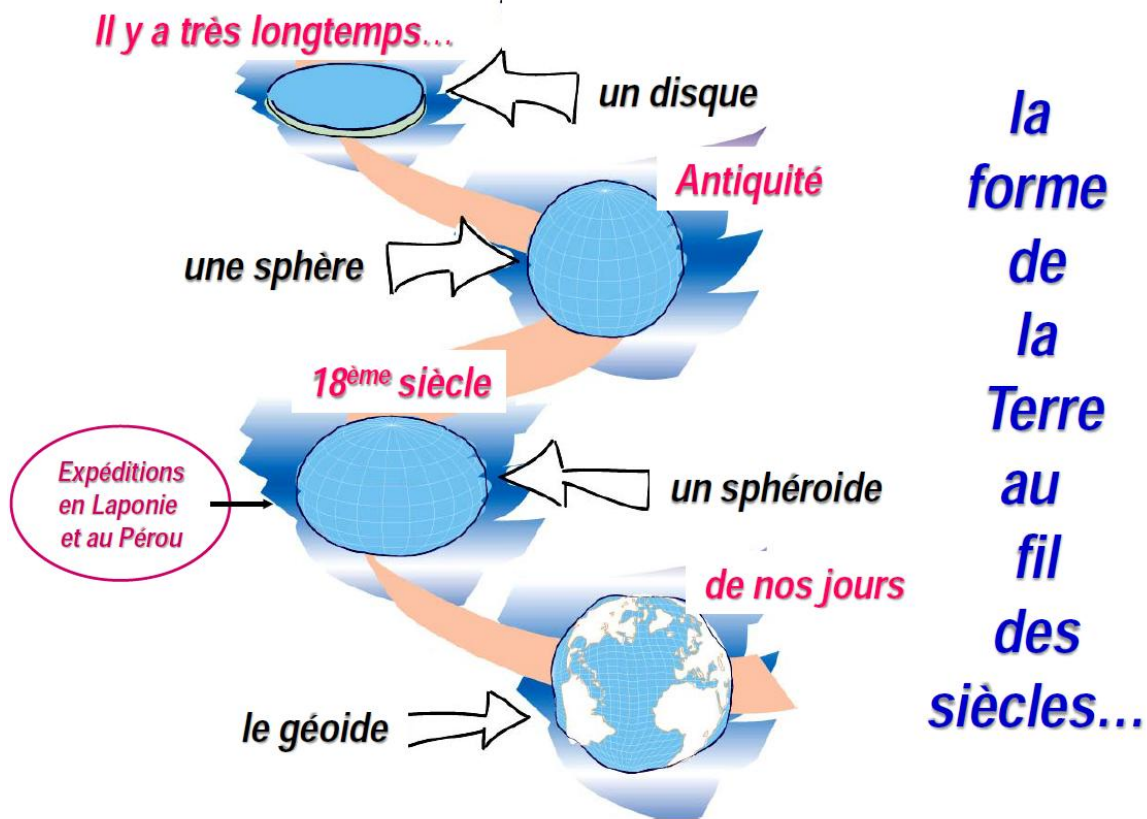 Il y a très longtemps...
un disque
Antiquité
une sphère
18ème siècle
Expéditions
en Laponie
et au Pérou
un sphéroide
de nos jours
le géoide
la
forme
de
la
Terre
au
fil
des
siècles...